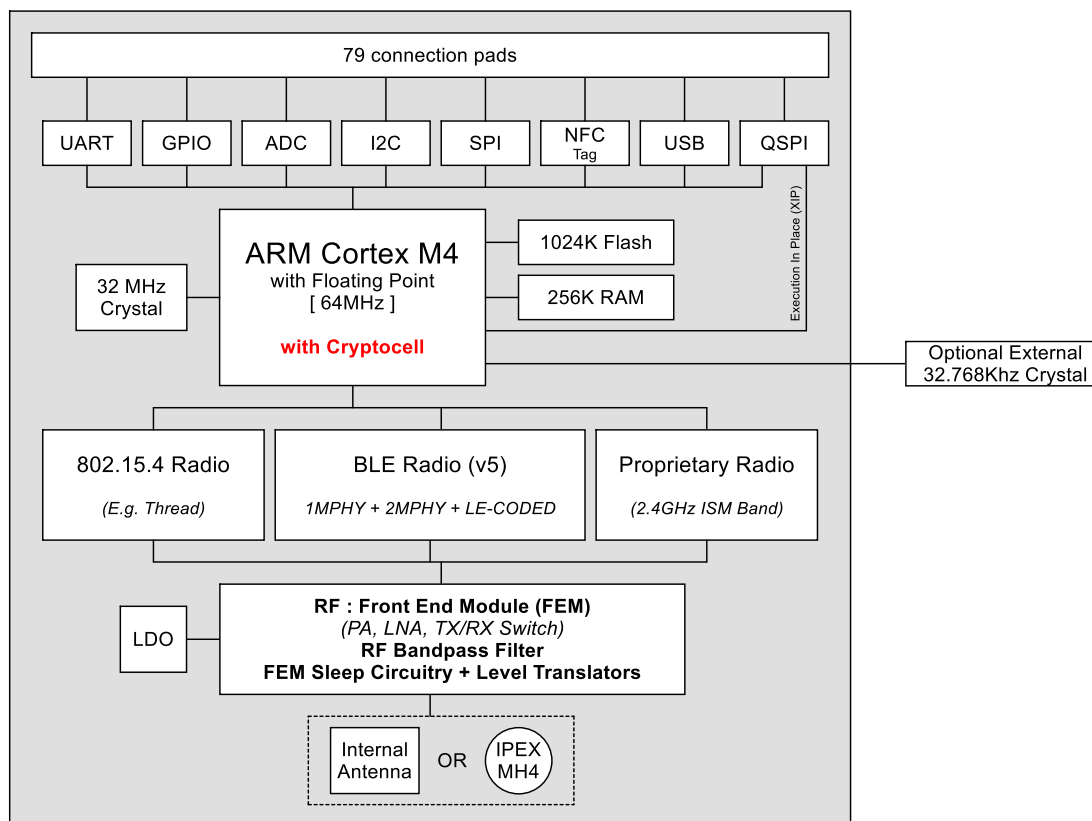 79 connection pads
UART
GPIO
ADC
I2C
SPI
NFC
Tag
USB
QSPI
Execution In Place (XIP)
ARM Cortex M4
with Floating Point
[ 64MHz ]
with Cryptocell
1024K Flash
256K RAM
32 MHz
Crystal
Optional External
32.768Khz Crystal
802.15.4 Radio
(E.g. Thread)
BLE Radio (v5)
1MPHY + 2MPHY + LE-CODED
Proprietary Radio
(2.4GHz ISM Band)
RF : Front End Module (FEM)
(PA, LNA, TX/RX Switch)
RF Bandpass Filter
FEM Sleep Circuitry + Level Translators
LDO
Internal
Antenna
OR
IPEX
MH4